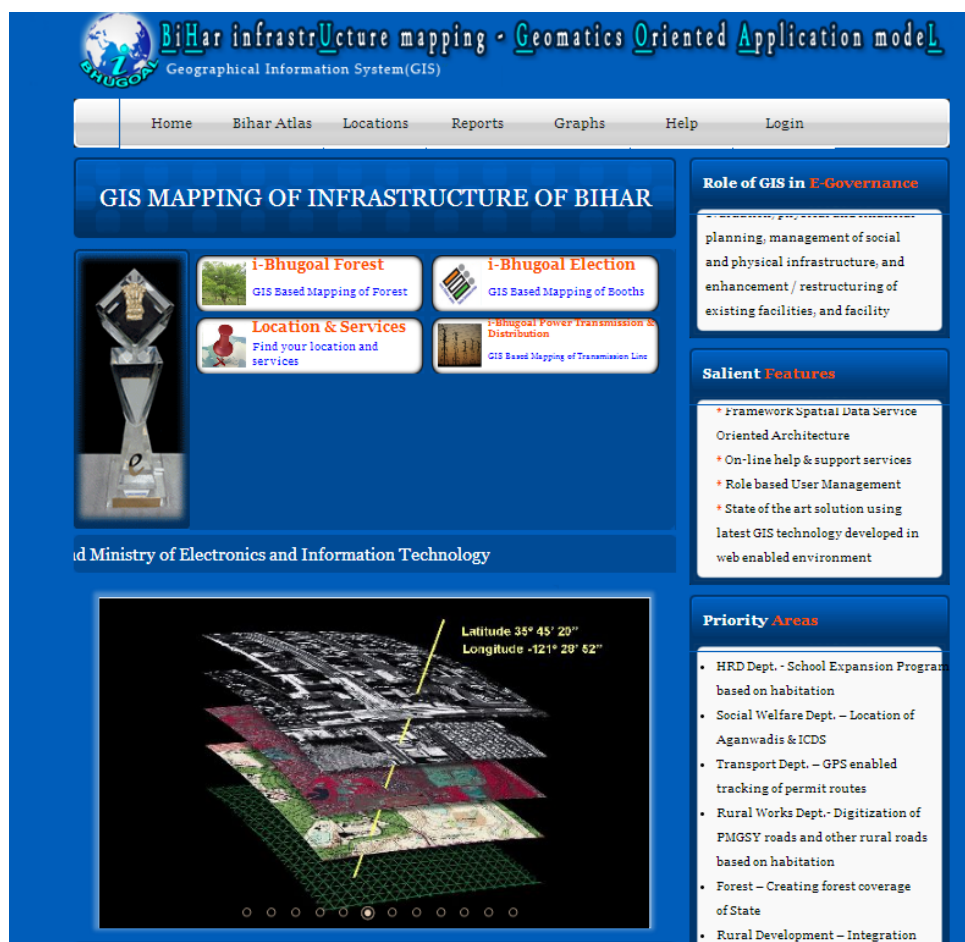 BiHar infrastrUcture mapping - Geomatics Oriented Application modeL
Geographical Information System(GIS)
i
BHUGOAL
Home Bihar Atlas Locations Reports Graphs Help Login
GIS MAPPING OF INFRASTRUCTURE OF BIHAR
i-Bhugoal Forest
GIS Based Mapping of Forest
i-Bhugoal Election
GIS Based Mapping of Booths
Location & Services
Find your location and
services
i-Bhugoal Power Transmission &
Distribution
GIS Based Mapping of Transmission Line
e
nd Ministry of Electronics and Information Technology
Latitude 35° 45' 20"
Longitude -121° 28' 52"
Role of GIS in E-Governance
planning, management of social
and physical infrastructure, and
enhancement / restructuring of
existing facilities, and facility
Salient Features
* Framework Spatial Data Service
Oriented Architecture
* On-line help & support services
* Role based User Management
* State of the art solution using
latest GIS technology developed in
web enabled environment
Priority Areas
• HRD Dept. - School Expansion Program
based on habitation
• Social Welfare Dept. – Location of
Aganwadis & ICDS
• Transport Dept. – GPS enabled
tracking of permit routes
• Rural Works Dept.- Digitization of
PMGSY roads and other rural roads
based on habitation
• Forest – Creating forest coverage
of State
• Rural Development – Integration